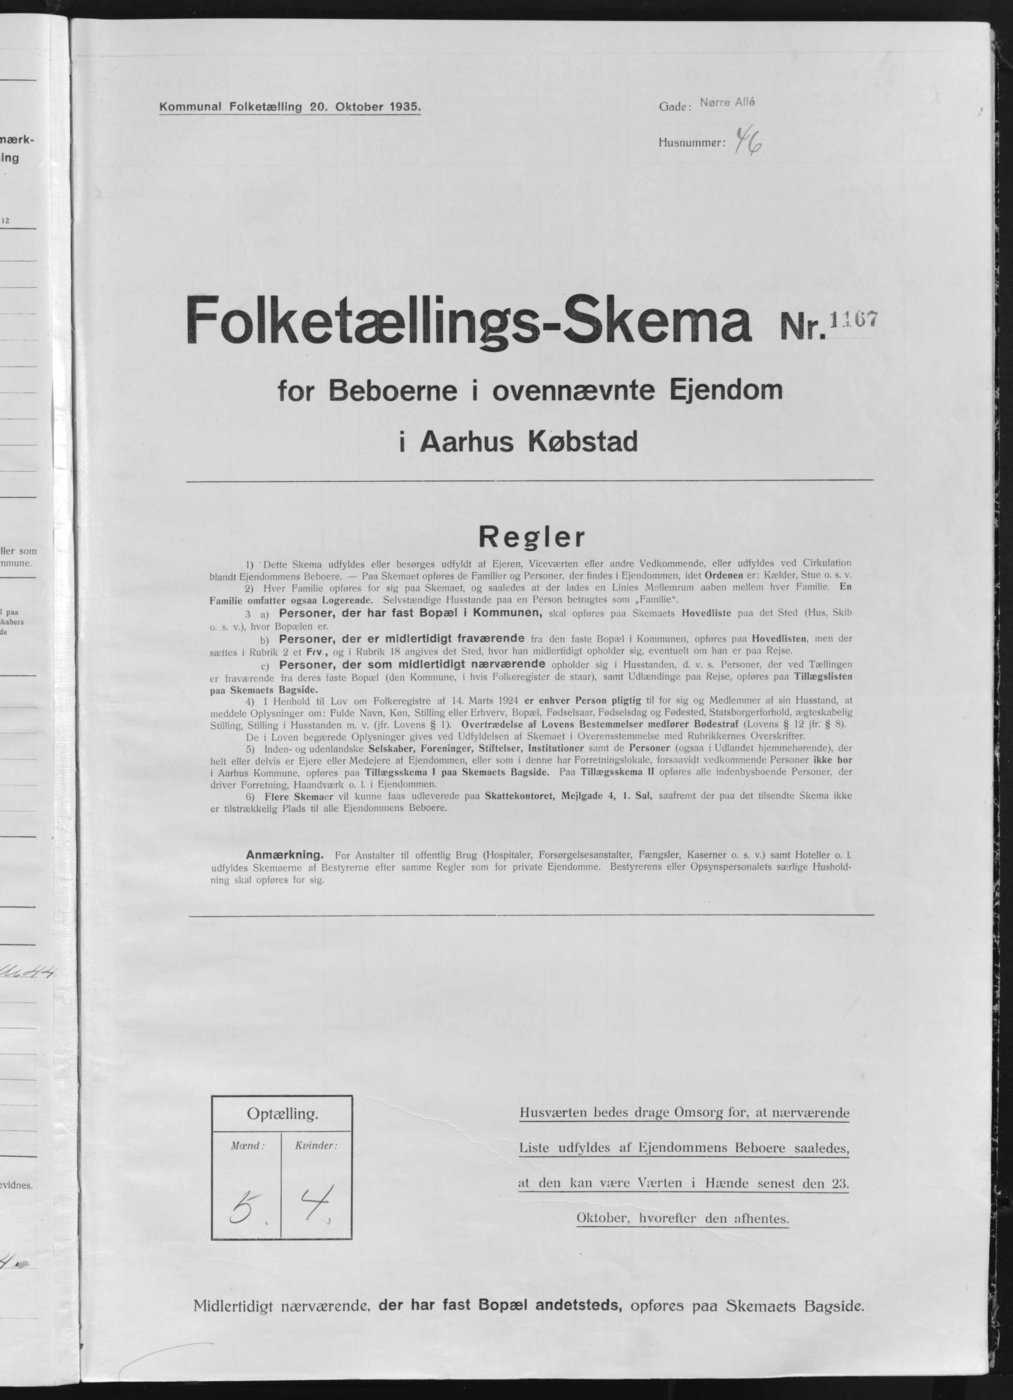 mærk-
ing
12
ller som
mmune.
l paa
skabers
de
evidnes.
Kommunal Folketælling 20. Oktober 1935.
Gade: Nørre Allé
Husnummer: 46
Folketællings-Skema Nr. 1167
for Beboerne i ovennævnte Ejendom
i Aarhus Købstad
Regler
1) Dette Skema udfyldes eller besørges udfyldt af Ejeren, Viceværten eller andre Vedkommende, eller udfyldes ved Cirkulation
blandt Ejendommens Beboere. — Paa Skemaet opføres de Familier og Personer, der findes i Ejendommen, idet Ordenen er: Kælder, Stue o. s. v.
2) Hver Familie opføres for sig paa Skemaet, og saaledes at der lades en Linies Mellemrum aaben mellem hver Familie. En
Familie omfatter ogsaa Logerende. Selvstændige Husstande paa en Person betragtes som „Familie“.
3 a) Personer, der har fast Bopæl i Kommunen, skal opføres paa Skemaets Hovedliste paa det Sted (Hus, Skib
o. s. v.), hvor Bopælen er.
b) Personer, der er midlertidigt fraværende fra den faste Bopæl i Kommunen, opføres paa Hovedlisten, men der
sættes i Rubrik 2 et Frv., og i Rubrik 18 angives det Sted, hvor han midlertidigt opholder sig, eventuelt om han er paa Rejse.
c) Personer, der som midlertidigt nærværende opholder sig i Husstanden, d. v. s. Personer, der ved Tællingen
er fraværende fra deres faste Bopæl (den Kommune, i hvis Folkeregister de staar), samt Udlændinge paa Rejse, opføres paa Tillægslisten
paa Skemaets Bagside.
4) I Henhold til Lov om Folkeregistre af 14. Marts 1924 er enhver Person pligtig til for sig og Medlemmer af sin Husstand, at
meddele Oplysninger om: Fulde Navn, Køn, Stilling eller Erhverv, Bopæl, Fødselsaar, Fødselsdag og Fødested, Statsborgerforhold, ægteskabelig
Stilling, Stilling i Husstanden m. v. (jfr. Lovens § 1). Overtrædelse af Lovens Bestemmelser medfører Bødestraf (Lovens § 12 jfr. § 8).
De i Loven begærede Oplysninger gives ved Udfyldelsen af Skemaet i Overensstemmelse med Rubrikkernes Overskrifter.
5) Inden- og udenlandske Selskaber, Foreninger, Stiftelser, Institutioner samt de Personer (ogsaa i Udlandet hjemmehørende), der
helt eller delvis er Ejere eller Medejere af Ejendommen, eller som i denne har Forretningslokale, forsaavidt vedkommende Personer ikke bor
i Aarhus Kommune, opføres paa Tillægsskema I paa Skemaets Bagside. Paa Tillægsskema II opføres alle indenbysboende Personer, der
driver Forretning, Haandværk o. l. i Ejendommen.
6) Flere Skemaer vil kunne faas udleverede paa Skattekontoret, Mejlgade 4, 1. Sal, saafremt der paa det tilsendte Skema ikke
er tilstrækkelig Plads til alle Ejendommens Beboere.
Anmærkning. For Anstalter til offentlig Brug (Hospitaler, Forsørgelsesanstalter, Fængsler, Kaserner o. s. v.) samt Hoteller o. l.
udfyldes Skemaerne af Bestyrerne efter samme Regler som for private Ejendomme. Bestyrerens eller Opsynspersonalets særlige Hushold-
ning skal opføres for sig.
Optælling.
Mænd: Kvinder:
5. 4.
Husværten bedes drage Omsorg for, at nærværende
Liste udfyldes af Ejendommens Beboere saaledes,
at den kan være Værten i Hænde senest den 23.
Oktober, hvorefter den afhentes.
Midlertidigt nærværende, der har fast Bopæl andetsteds, opføres paa Skemaets Bagside.